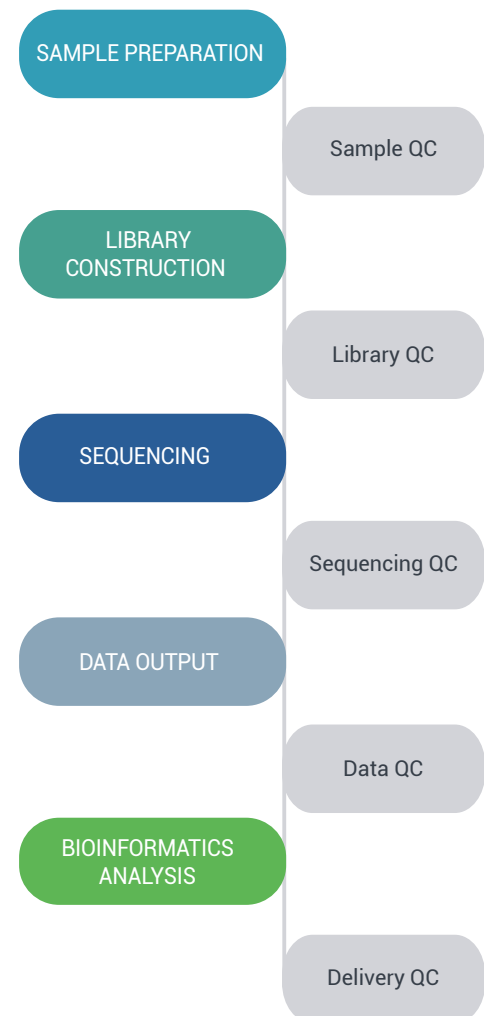 SAMPLE PREPARATION
Sample QC
LIBRARY
CONSTRUCTION
Library QC
SEQUENCING
Sequencing QC
DATA OUTPUT
Data QC
BIOINFORMATICS
ANALYSIS
Delivery QC